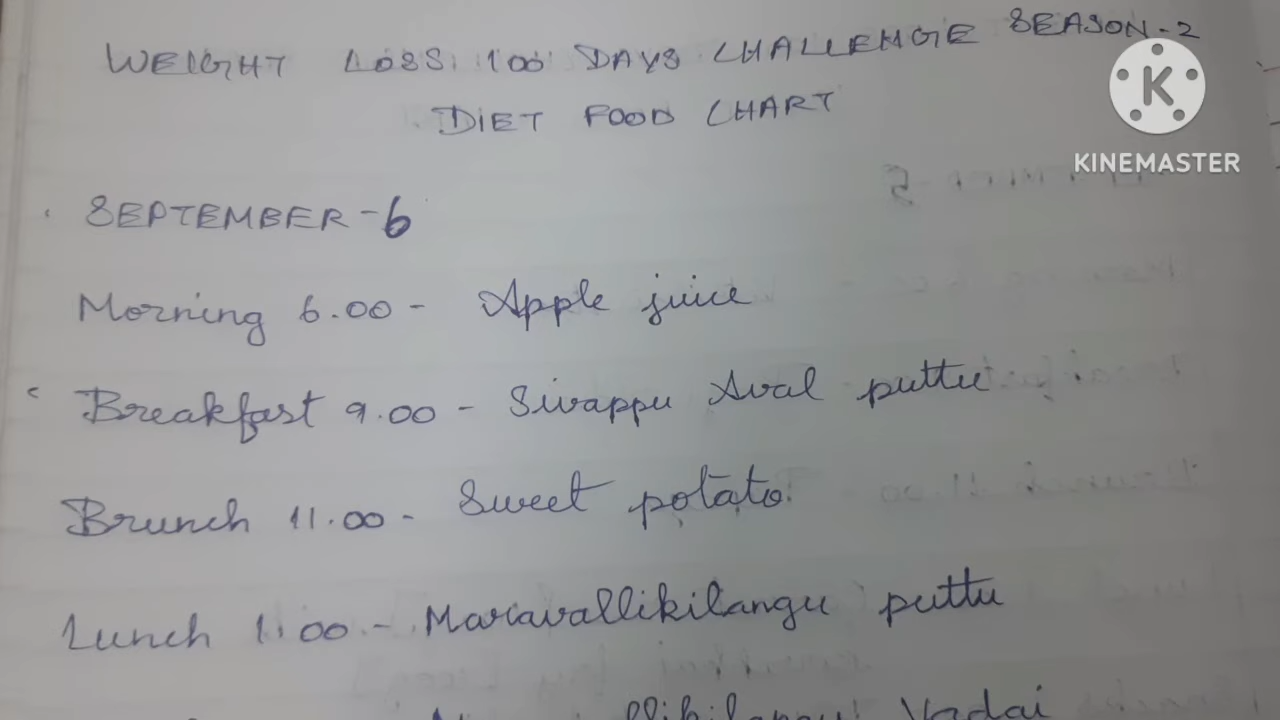 WEIGHT LOSS 100 DAYS CHALLENGE SEASON-2
DIET FOOD CHART
K
KINEMASTER
SEPTEMBER-6
Morning 6.00 - Apple juice
Breakfast 9.00 - Sivappu Aval puttu
Brunch 11.00 - Sweet potato
Lunch 1.00 - Maravallikilangu puttu
Vadai